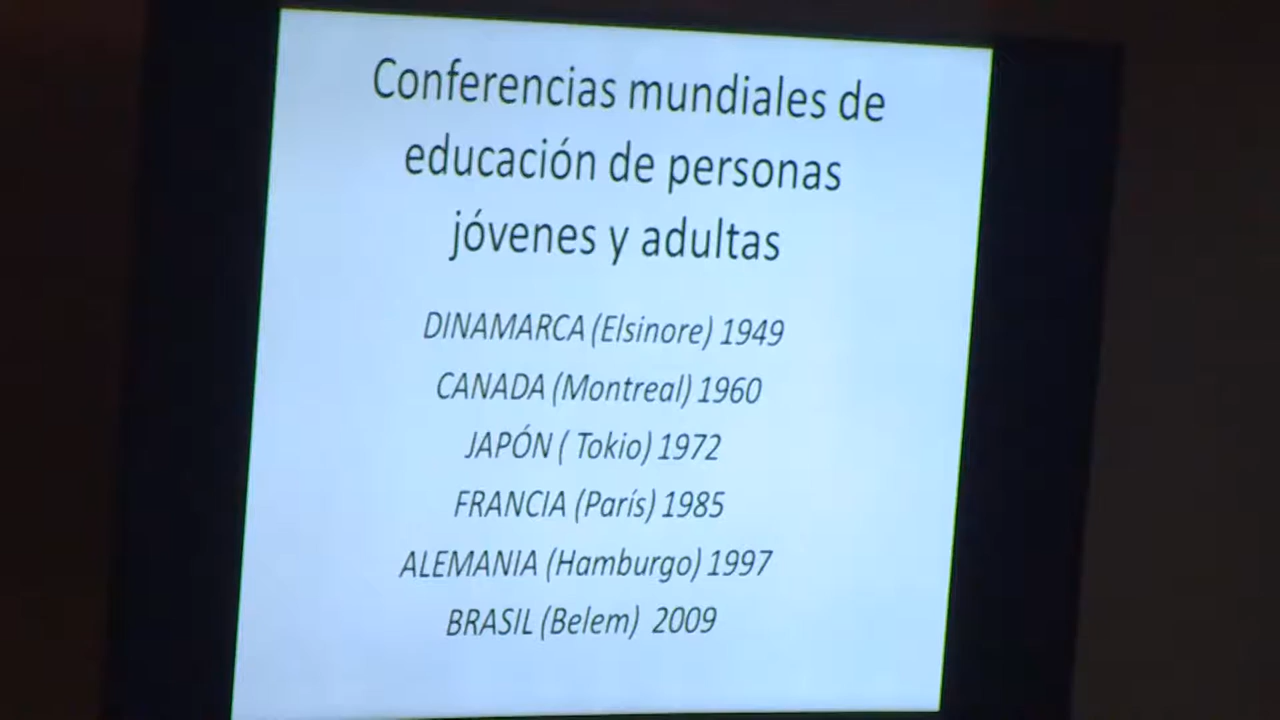 Conferencias mundiales de
educación de personas
jóvenes y adultas
DINAMARCA (Elsinore) 1949
CANADA (Montreal) 1960
JAPÓN ( Tokio) 1972
FRANCIA (París) 1985
ALEMANIA (Hamburgo) 1997
BRASIL (Belem) 2009